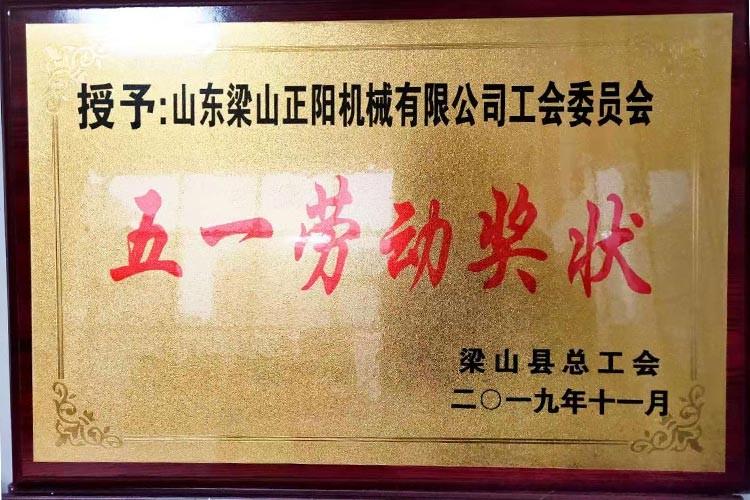 授予:山东梁山正阳机械有限公司工会委员会
五一劳动奖状
梁山县总工会
二〇一九年十一月